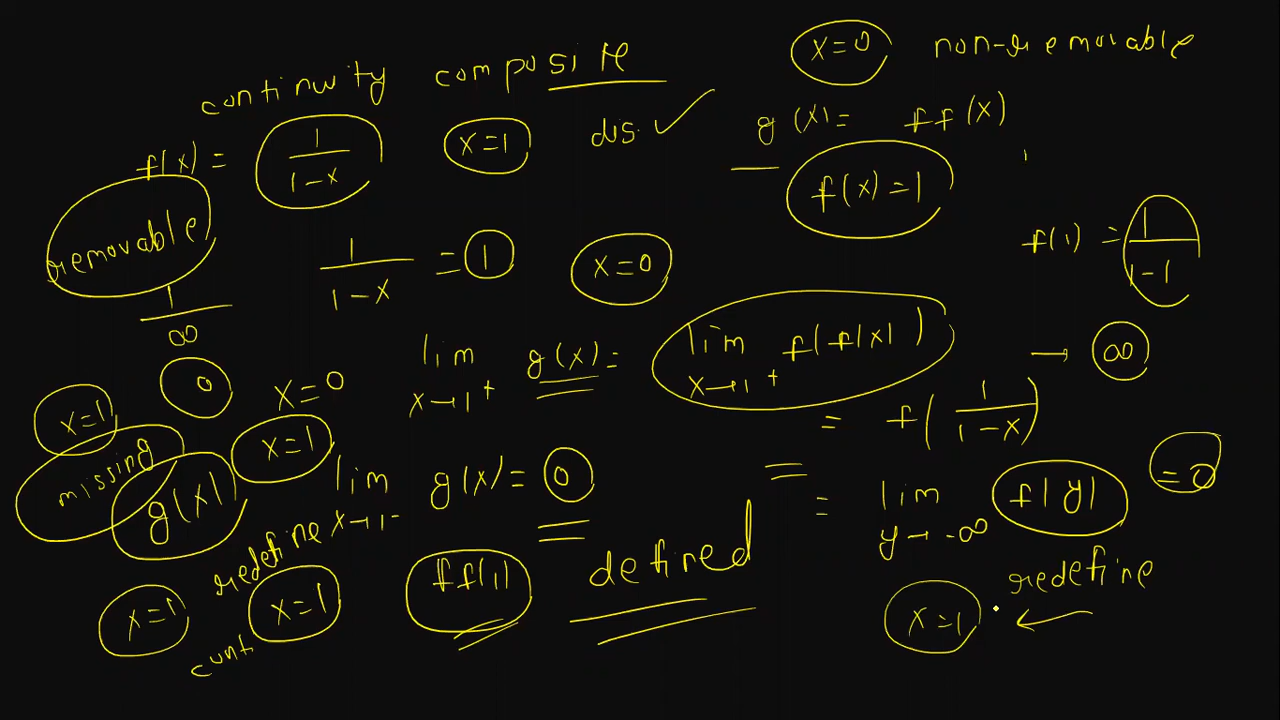 continuity composite
x=0 non-removable
f(x) = 1/(1-x) x=1 dis. ✓
g(x)= ff(x)
f(x)=1
removable
f(1) = 1/(1-1)
1/(1-x) = 1 x=0
1/∞
0
lim x→1+ g(x)= lim x→1+ f(f(x)) → ∞
x=0
x=1
= f(1/(1-x))
missing
x=1
g(x)
lim x→1- g(x)= 0
= lim y→-∞ f(y) =0
redefine
ff(1) defined
redefine
x=1
x=1
x=1
cont